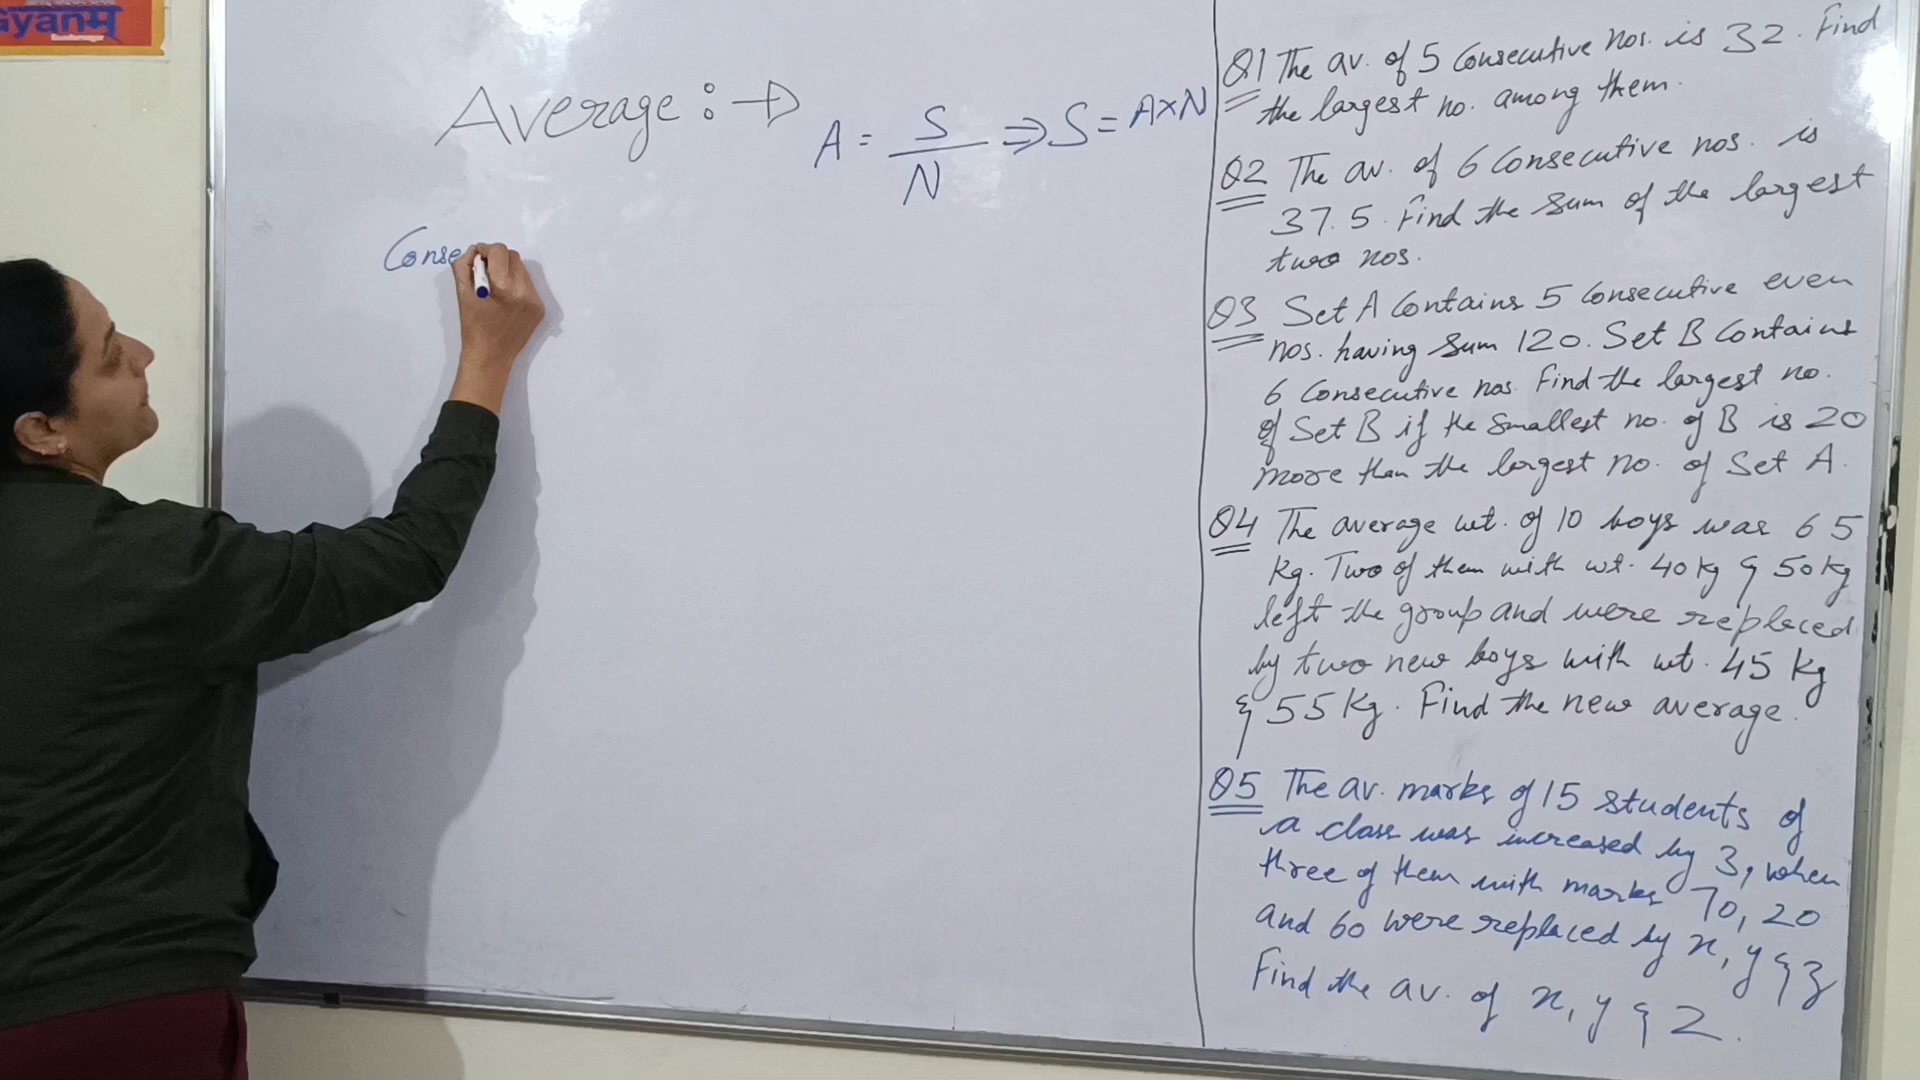 Gyanम्
Average :→ A = S/N ⇒ S = A×N
Conse
Q1 The av. of 5 Consecutive nos. is 32. Find
the largest no. among them.
Q2 The av. of 6 Consecutive nos. is
37.5. Find the sum of the largest
two nos.
Q3 Set A Contains 5 Consecutive even
nos. having Sum 120. Set B Contains
6 Consecutive nos. Find the largest no.
of Set B if the Smallest no. of B is 20
more than the largest no. of Set A.
Q4 The average wt. of 10 boys was 65
kg. Two of them with wt. 40 kg & 50 kg
left the group and were replaced
by two new boys with wt. 45 kg
& 55 kg. Find the new average.
Q5 The av. marks of 15 students of
a class was increased by 3, when
three of them with marks 70, 20
and 60 were replaced by x, y & z
Find the av. of x, y & z.